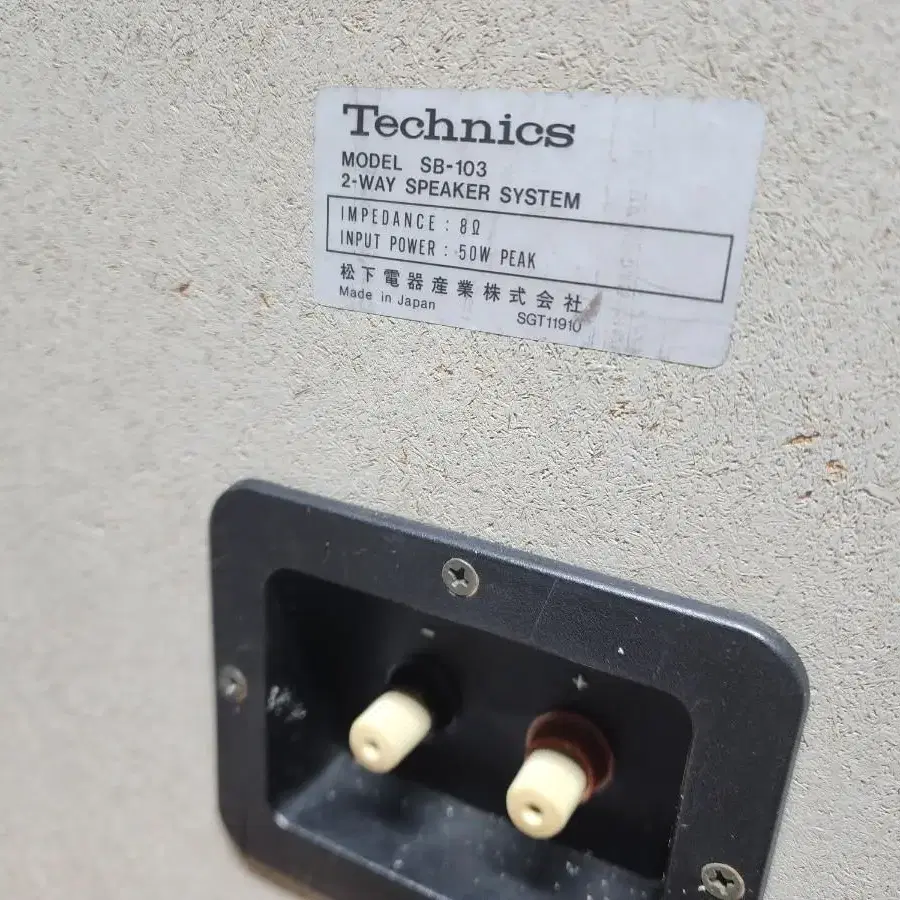 Technics
MODEL SB-103
2-WAY SPEAKER SYSTEM
IMPEDANCE : 8Ω
INPUT POWER : 50W PEAK
松下電器産業株式会社
Made in Japan SGT11910
- +